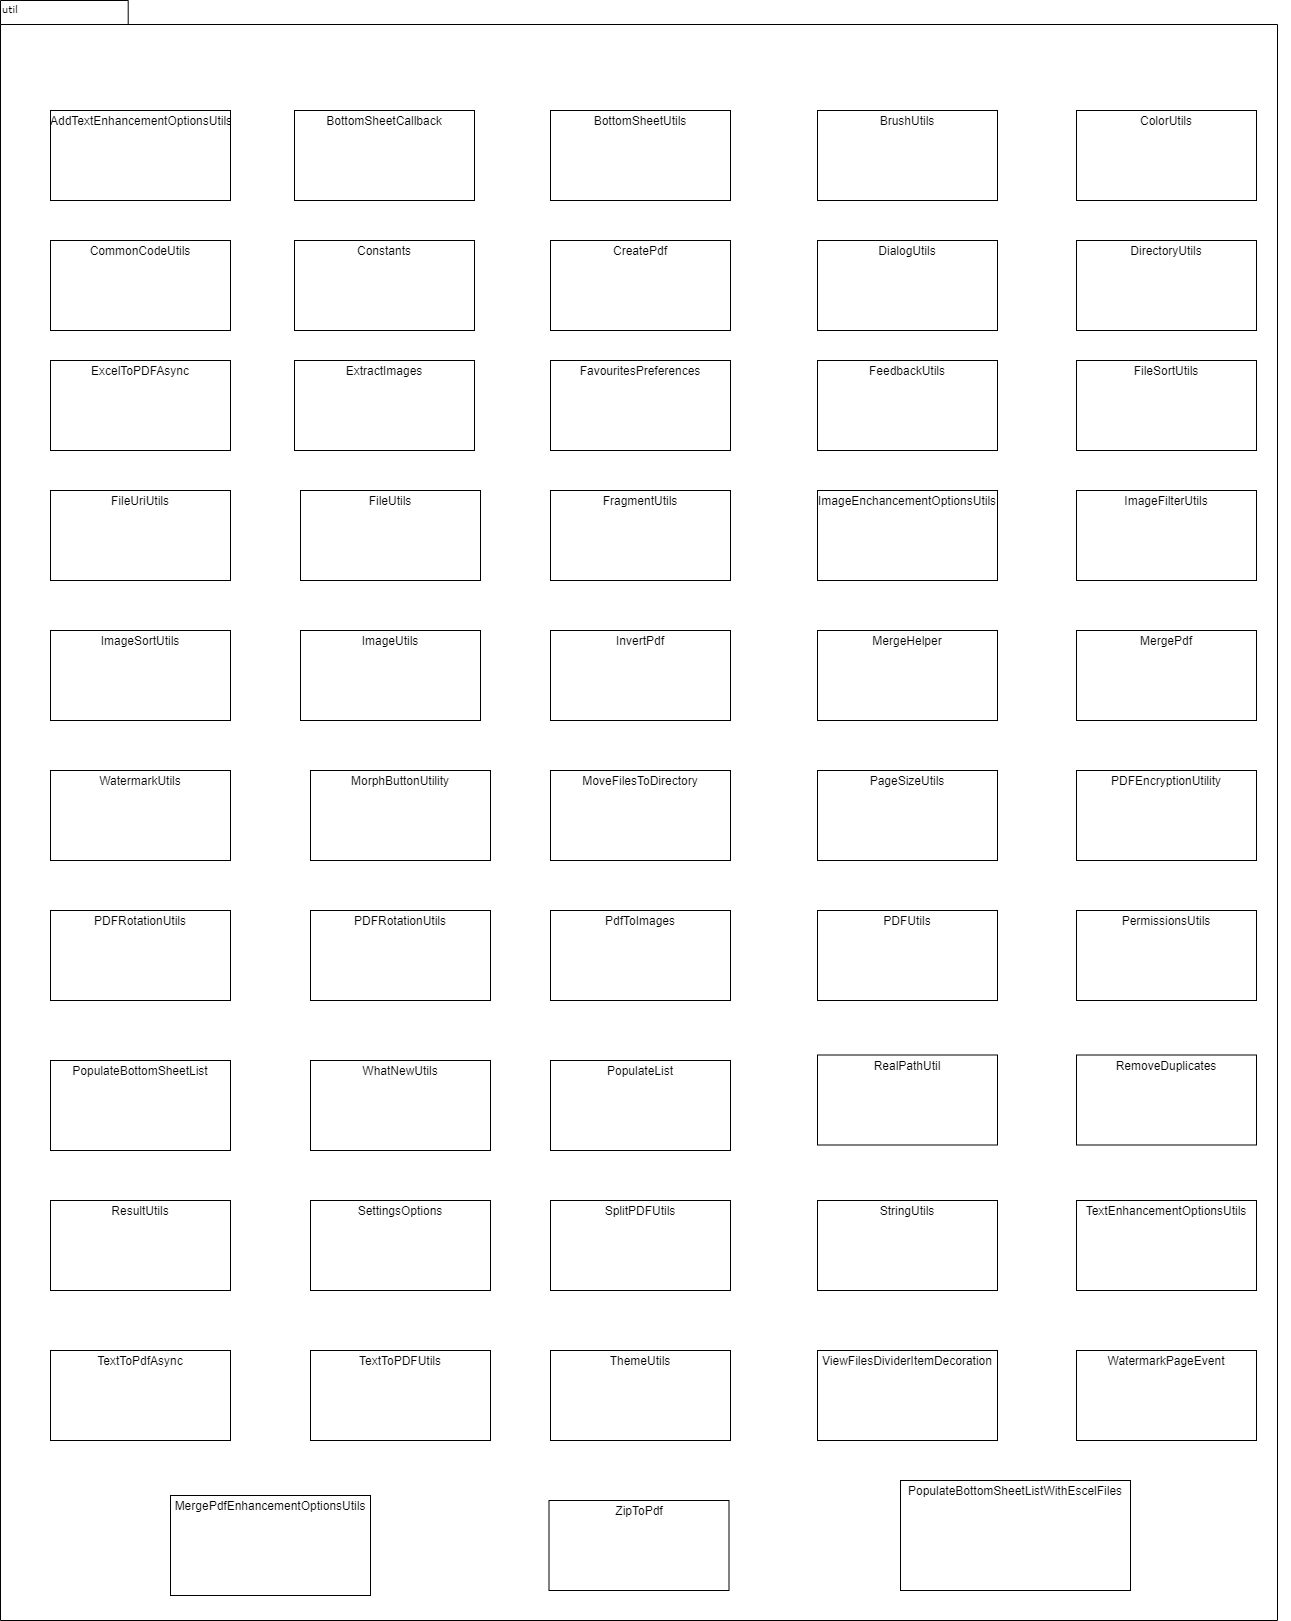 util
AddTextEnhancementOptionsUtils
BottomSheetCallback
BottomSheetUtils
BrushUtils
ColorUtils
CommonCodeUtils
Constants
CreatePdf
DialogUtils
DirectoryUtils
ExcelToPDFAsync
ExtractImages
FavouritesPreferences
FeedbackUtils
FileSortUtils
FileUriUtils
FileUtils
FragmentUtils
ImageEnchancementOptionsUtils
ImageFilterUtils
ImageSortUtils
ImageUtils
InvertPdf
MergeHelper
MergePdf
WatermarkUtils
MorphButtonUtility
MoveFilesToDirectory
PageSizeUtils
PDFEncryptionUtility
PDFRotationUtils
PDFRotationUtils
PdfToImages
PDFUtils
PermissionsUtils
PopulateBottomSheetList
WhatNewUtils
PopulateList
RealPathUtil
RemoveDuplicates
ResultUtils
SettingsOptions
SplitPDFUtils
StringUtils
TextEnhancementOptionsUtils
TextToPdfAsync
TextToPDFUtils
ThemeUtils
ViewFilesDividerItemDecoration
WatermarkPageEvent
MergePdfEnhancementOptionsUtils
ZipToPdf
PopulateBottomSheetListWithEscelFiles